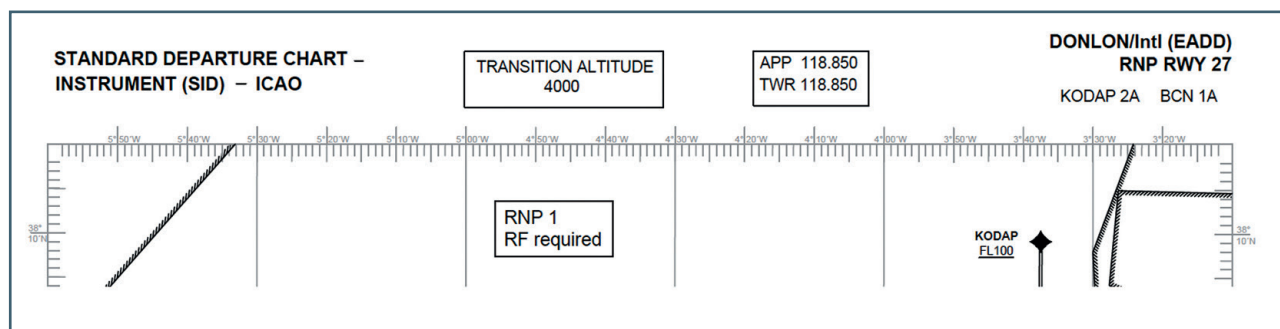 STANDARD DEPARTURE CHART –
INSTRUMENT (SID) – ICAO
TRANSITION ALTITUDE
4000
APP 118.850
TWR 118.850
DONLON/Intl (EADD)
RNP RWY 27
KODAP 2A BCN 1A
5°50'W 5°40'W 5°30'W 5°20'W 5°10'W 5°00'W 4°50'W 4°40'W 4°30'W 4°20'W 4°10'W 4°00'W 3°50'W 3°40'W 3°30'W 3°20'W
RNP 1
RF required
38°
10'N
KODAP
FL100
38°
10'N